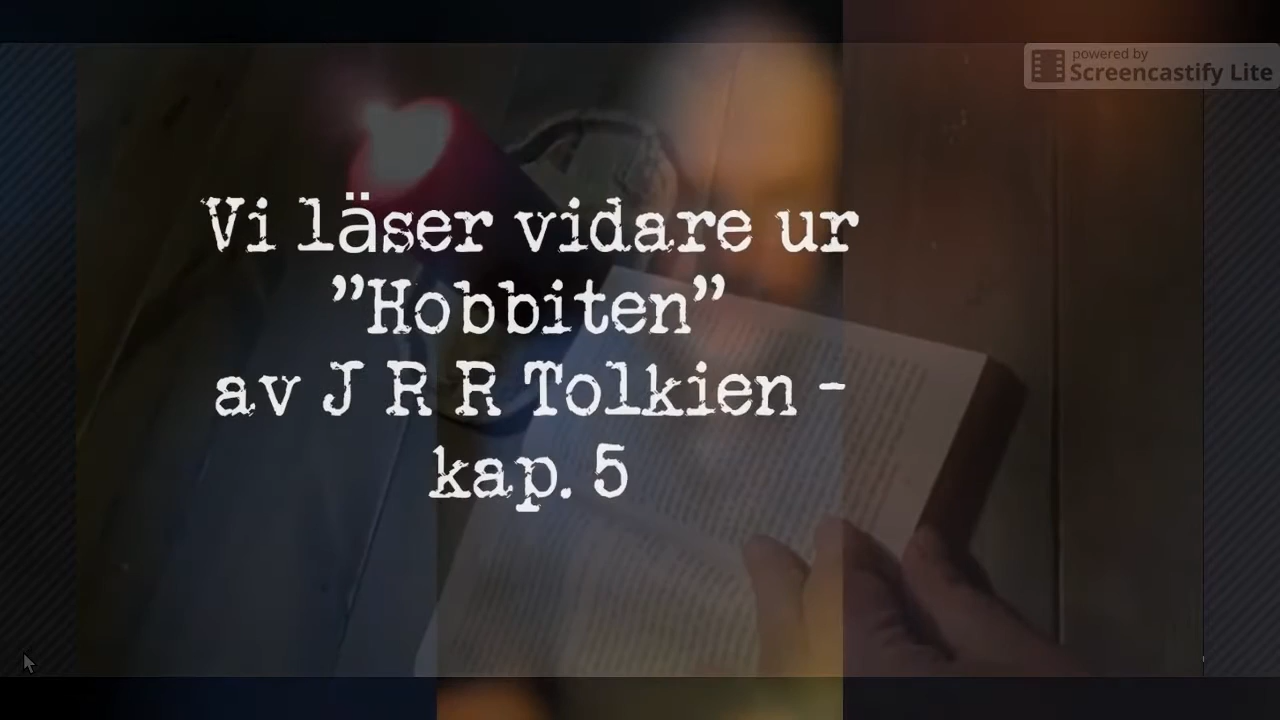 powered by
Screencastify Lite
Vi läser vidare ur
”Hobbiten”
av J R R Tolkien -
kap. 5